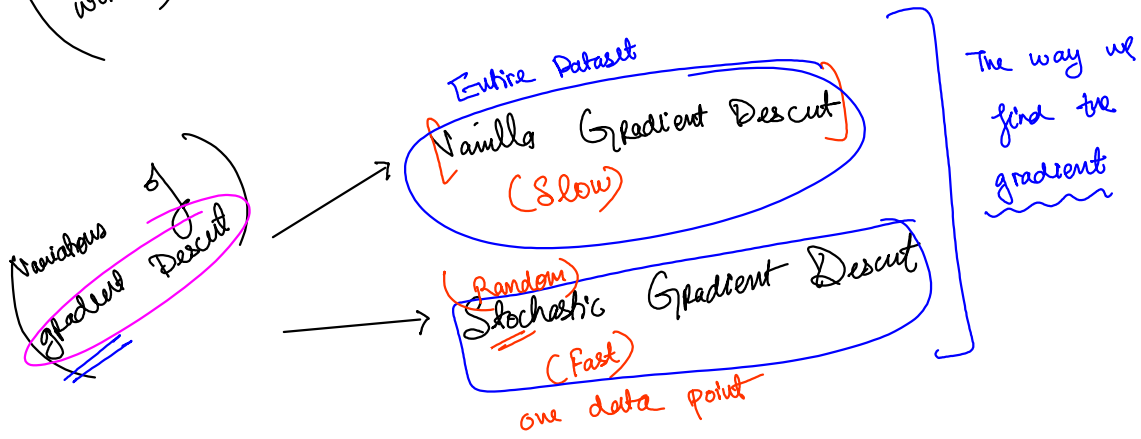 Variations of
gradient Descent
Entire Dataset
Vanilla Gradient Descent
(Slow)
(Random)
Stochastic Gradient Descent
(Fast)
one data point
The way we
find the
gradient